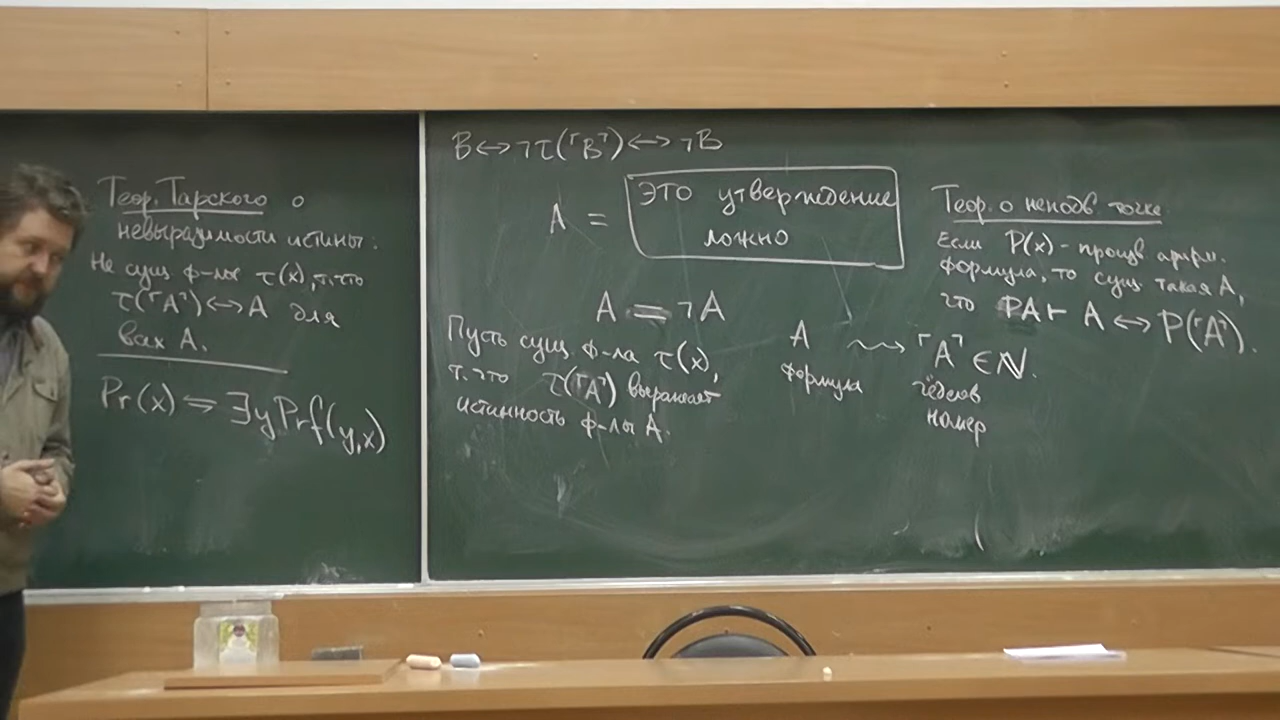 Теор. Тарского о
невыразимости истины:
Не сущ. ф-лы τ(x), т.что
τ(⌜A⌝)↔A для
всех A.
Pr(x) ⇋ ∃yPrf(y,x)
B↔¬τ(⌜B⌝)↔¬B
A = ЭТО утверждение
ложно
A = ¬A
Пусть сущ. ф-ла τ(x),
т.что τ(⌜A⌝) выражает
истинность ф-лы A.
A ⇝ ⌜A⌝ ∈ ℕ.
формула гёделев
номер
Теор. о неподв. точке
Если P(x) - произв арифм.
формула, то сущ такая A,
что PA⊢ A ↔ P(⌜A⌝).